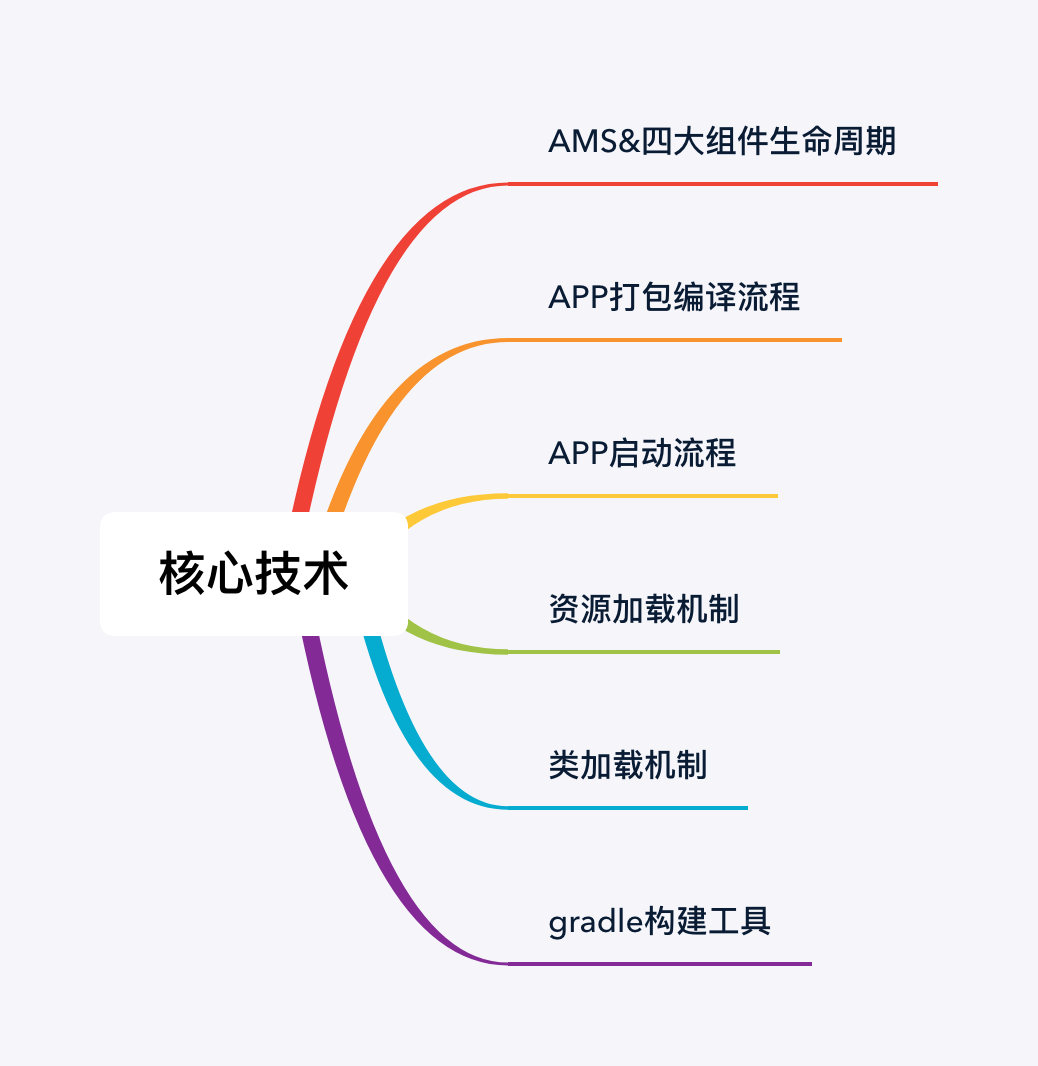 AMS&四大组件生命周期
APP打包编译流程
APP启动流程
核心技术
资源加载机制
类加载机制
gradle构建工具